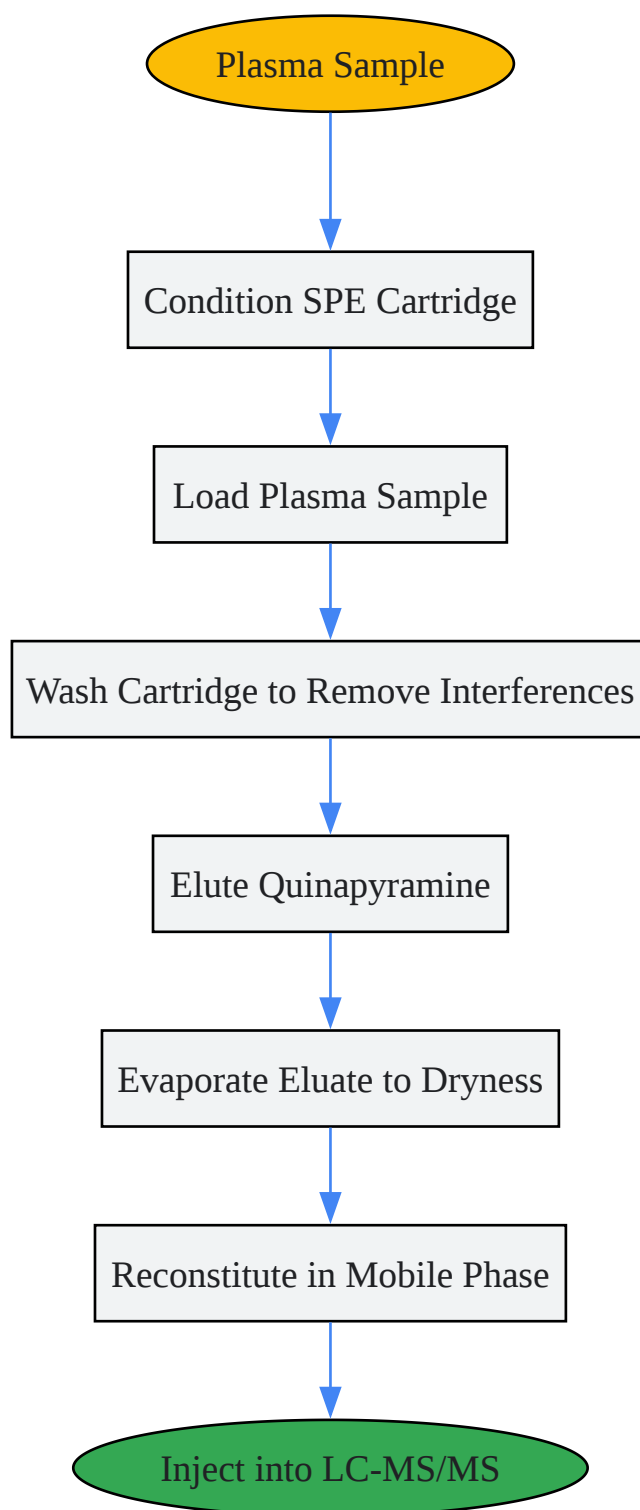 Plasma Sample
Condition SPE Cartridge
Load Plasma Sample
Wash Cartridge to Remove Interferences
Elute Quinapyramine
Evaporate Eluate to Dryness
Reconstitute in Mobile Phase
Inject into LC-MS/MS